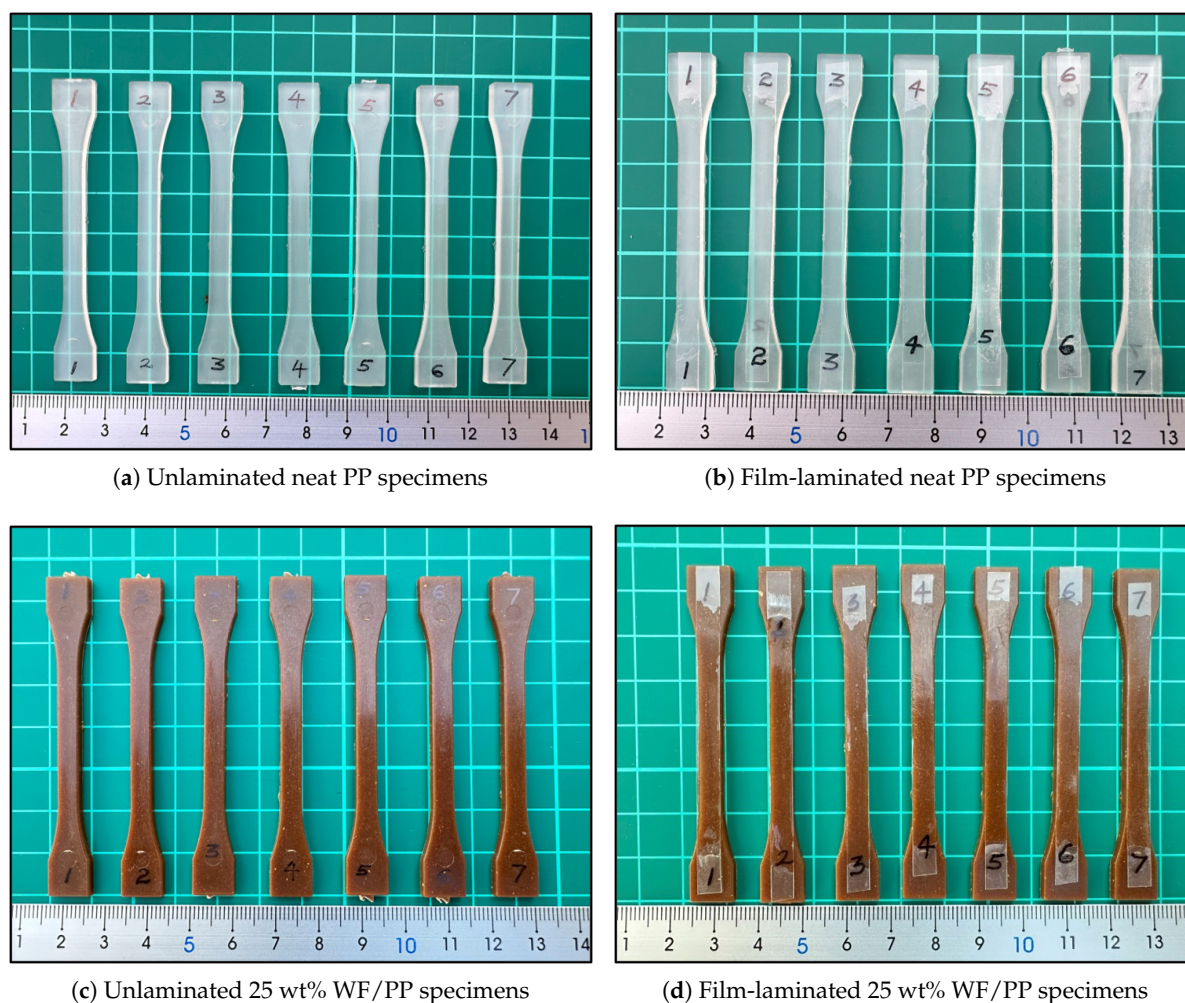 1 2 3 4 5 6 7
1 2 3 4 5 6 7
1 2 3 4 5 6 7 8 9 10 11 12 13 14 1
(a) Unlaminated neat PP specimens
1 2 3 4 5 6 7
1 2 3 4 5 6 7
2 3 4 5 6 7 8 9 10 11 12 13
(b) Film-laminated neat PP specimens
1 2 3 4 5 6 7
1 2 3 4 5 7
1 2 3 4 5 6 7 8 9 10 11 12 13 14
(c) Unlaminated 25 wt% WF/PP specimens
1 3 4 5 6 7
1 2 3 4 5 6 7
1 2 3 4 5 6 7 8 9 10 11 12 13
(d) Film-laminated 25 wt% WF/PP specimens